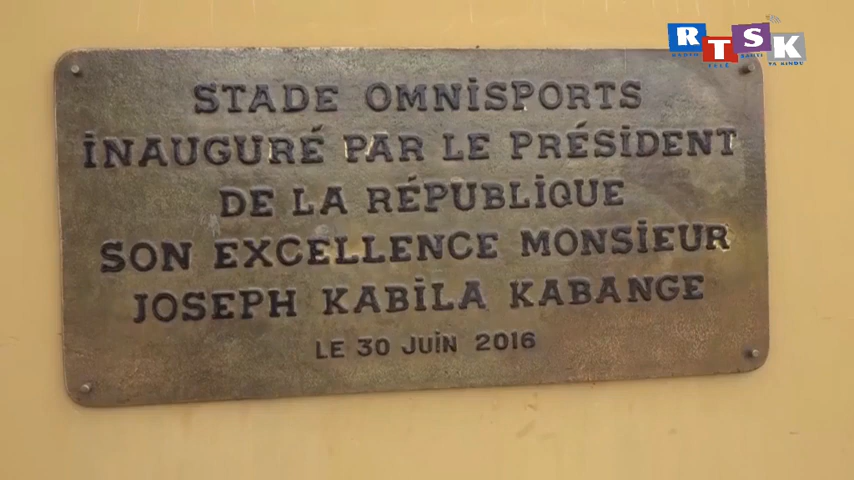 RTSK
STADE OMNISPORTS
INAUGURÉ PAR LE PRÉSIDENT
DE LA RÉPUBLIQUE
SON EXCELLENCE MONSIEUR
JOSEPH KABILA KABANGE
LE 30 JUIN 2016